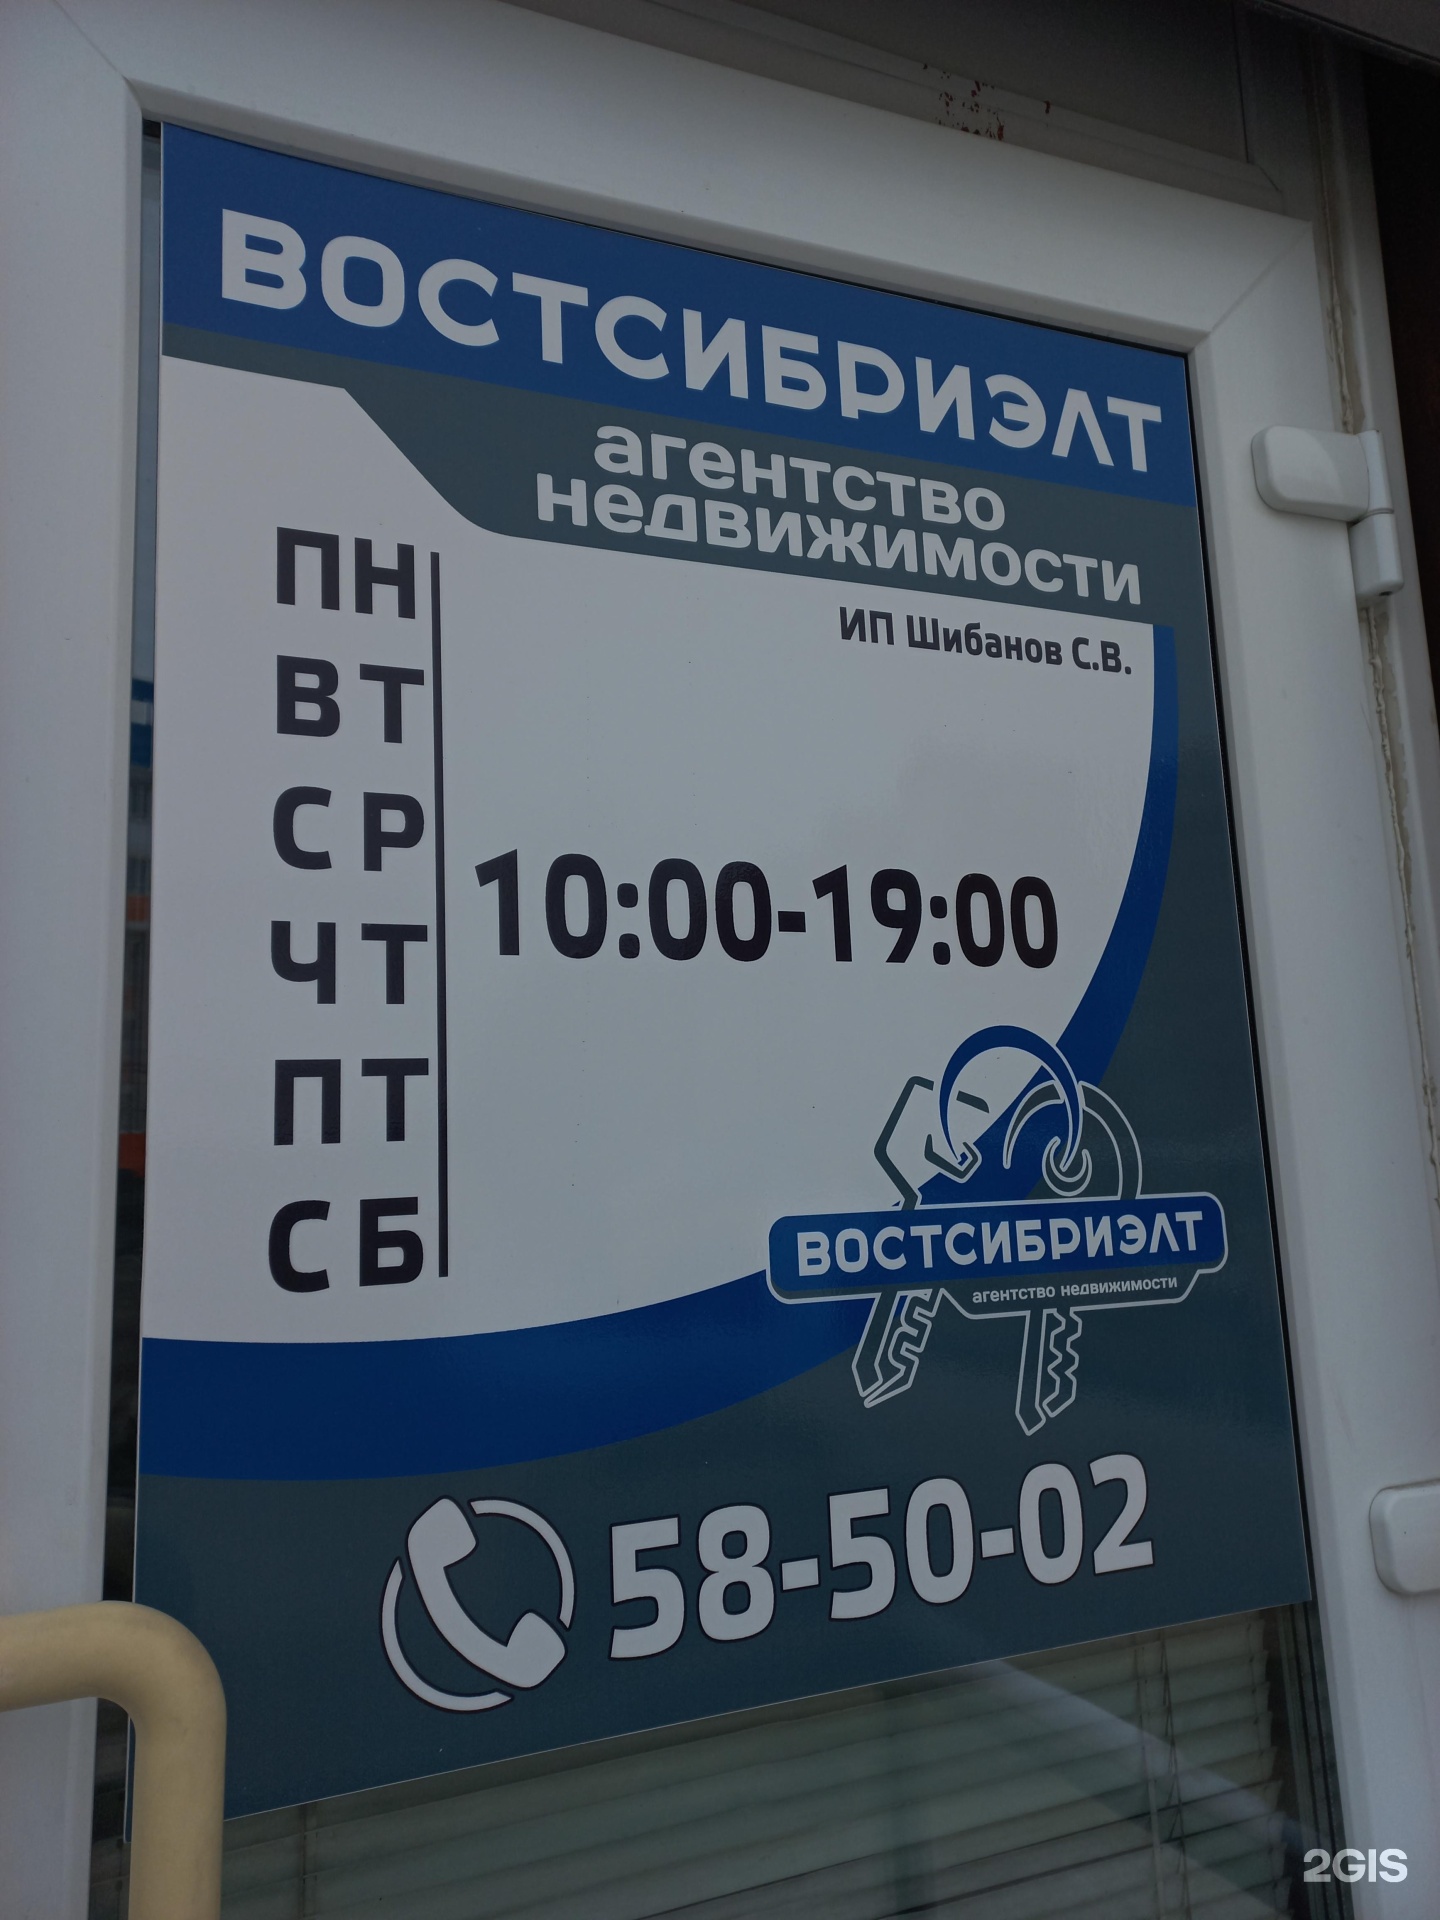 ВОСТСИБРИЭЛТ
агентство
недвижимости
ИП Шибанов С.В.
ПН
ВТ
СР
ЧТ
ПТ
СБ
10:00-19:00
ВОСТСИБРИЭЛТ
агентство недвижимости
58-50-02
2GIS